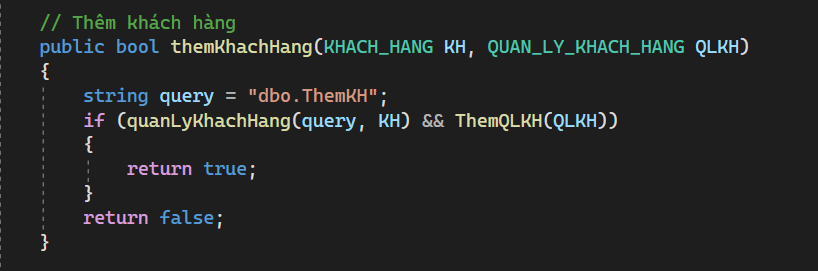 // Thêm khách hàng
public bool themKhachHang(KHACH_HANG KH, QUAN_LY_KHACH_HANG QLKH)
{
    string query = "dbo.ThemKH";
    if (quanLyKhachHang(query, KH) && ThemQLKH(QLKH))
    {
        return true;
    }
    return false;
}